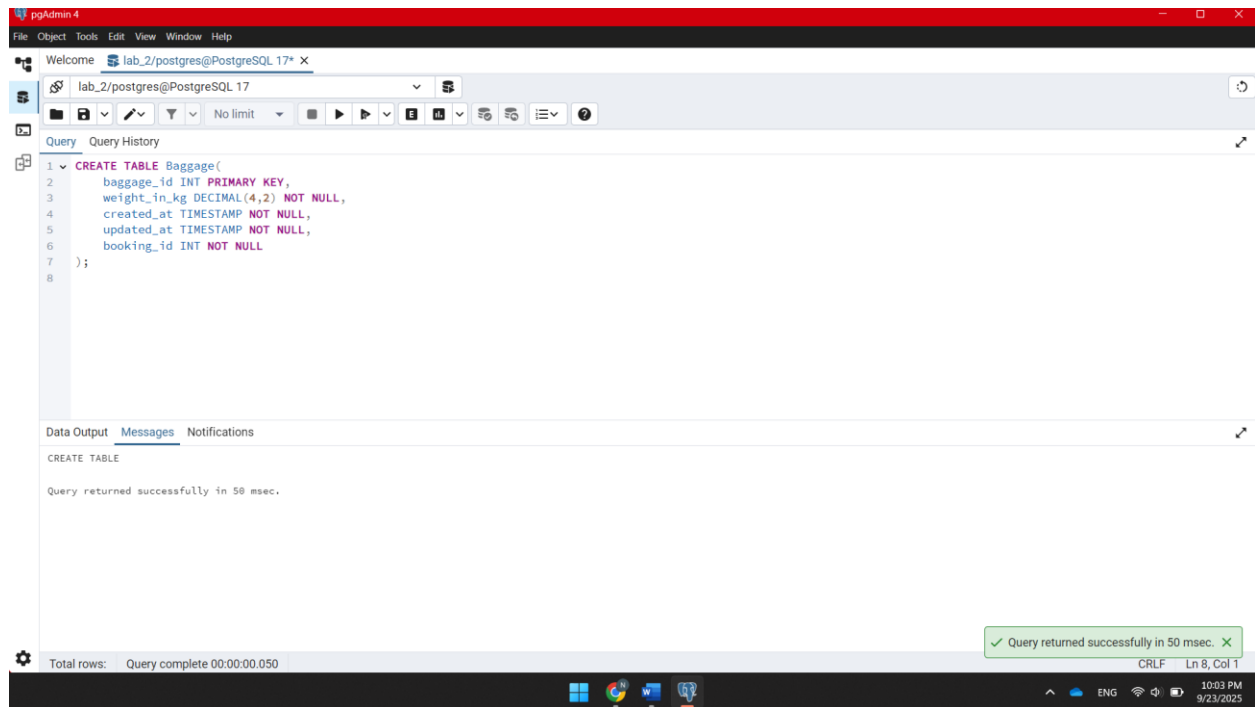 pgAdmin 4
File Object Tools Edit View Window Help
Welcome lab_2/postgres@PostgreSQL 17*
lab_2/postgres@PostgreSQL 17
No limit
Query Query History
1 CREATE TABLE Baggage(
2 baggage_id INT PRIMARY KEY,
3 weight_in_kg DECIMAL(4,2) NOT NULL,
4 created_at TIMESTAMP NOT NULL,
5 updated_at TIMESTAMP NOT NULL,
6 booking_id INT NOT NULL
7 );
8
Data Output Messages Notifications
CREATE TABLE
Query returned successfully in 50 msec.
Query returned successfully in 50 msec.
Total rows: Query complete 00:00:00.050 CRLF Ln 8, Col 1
ENG 10:03 PM
9/23/2025